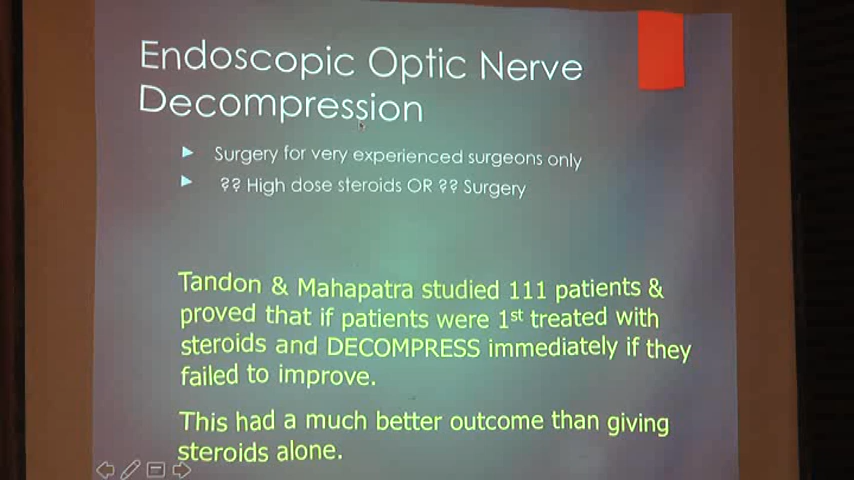 Endoscopic Optic Nerve
Decompression
Surgery for very experienced surgeons only
?? High dose steroids OR ?? Surgery
Tandon & Mahapatra studied 111 patients &
proved that if patients were 1st treated with
steroids and DECOMPRESS immediately if they
failed to improve.
This had a much better outcome than giving
steroids alone.